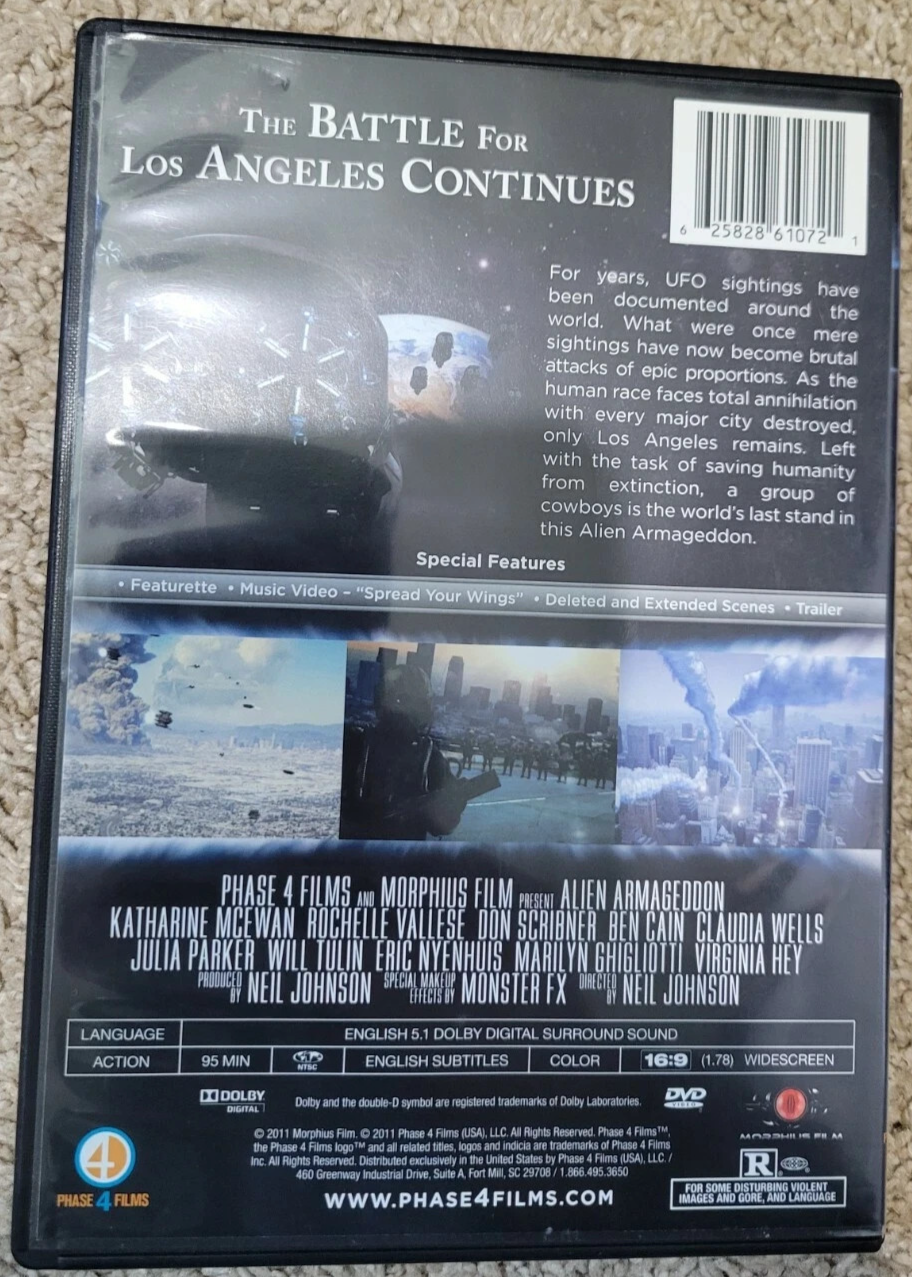 THE BATTLE FOR
LOS ANGELES CONTINUES
6 25828 61072 1
For years, UFO sightings have
been documented around the
world. What were once mere
sightings have now become brutal
attacks of epic proportions. As the
human race faces total annihilation
with every major city destroyed,
only Los Angeles remains. Left
with the task of saving humanity
from extinction, a group of
cowboys is the world's last stand in
this Alien Armageddon.
Special Features
• Featurette • Music Video – "Spread Your Wings" • Deleted and Extended Scenes • Trailer
PHASE 4 FILMS AND MORPHIUS FILM PRESENT ALIEN ARMAGEDDON
KATHARINE MCEWAN ROCHELLE VALLESE DON SCRIBNER BEN CAIN CLAUDIA WELLS
JULIA PARKER WILL TULIN ERIC NYENHUIS MARILYN GHIGLIOTTI VIRGINIA HEY
PRODUCED BY NEIL JOHNSON SPECIAL MAKEUP EFFECTS BY MONSTER FX DIRECTED BY NEIL JOHNSON
LANGUAGE ENGLISH 5.1 DOLBY DIGITAL SURROUND SOUND
ACTION 95 MIN NTSC ENGLISH SUBTITLES COLOR 16:9 (1.78) WIDESCREEN
DOLBY DIGITAL Dolby and the double-D symbol are registered trademarks of Dolby Laboratories. DVD VIDEO
MORPHIUS FILM
© 2011 Morphius Film. © 2011 Phase 4 Films (USA), LLC. All Rights Reserved. Phase 4 Films™,
the Phase 4 Films logo™ and all related titles, logos and indicia are trademarks of Phase 4 Films
Inc. All Rights Reserved. Distributed exclusively in the United States by Phase 4 Films (USA), LLC. /
460 Greenway Industrial Drive, Suite A, Fort Mill, SC 29708 / 1.866.495.3650
WWW.PHASE4FILMS.COM
4
PHASE 4 FILMS
R
FOR SOME DISTURBING VIOLENT
IMAGES AND GORE, AND LANGUAGE